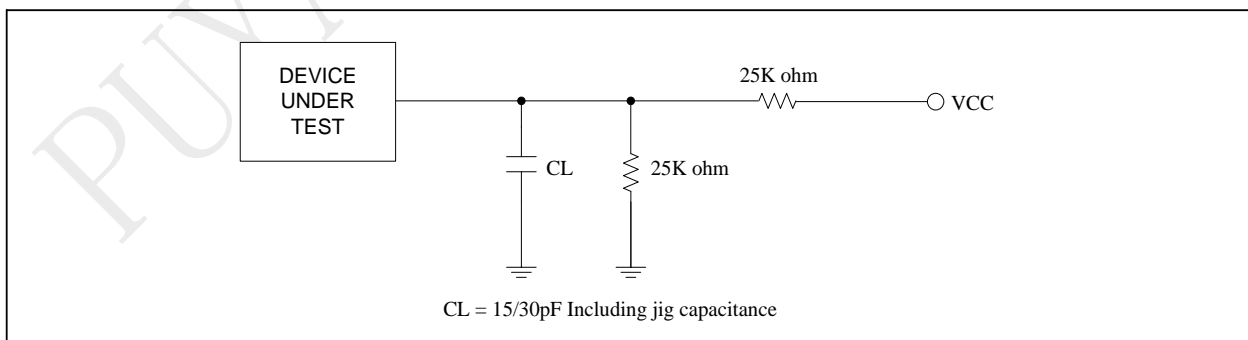 DEVICE
UNDER
TEST
25K ohm
VCC
CL
25K ohm
CL = 15/30pF Including jig capacitance